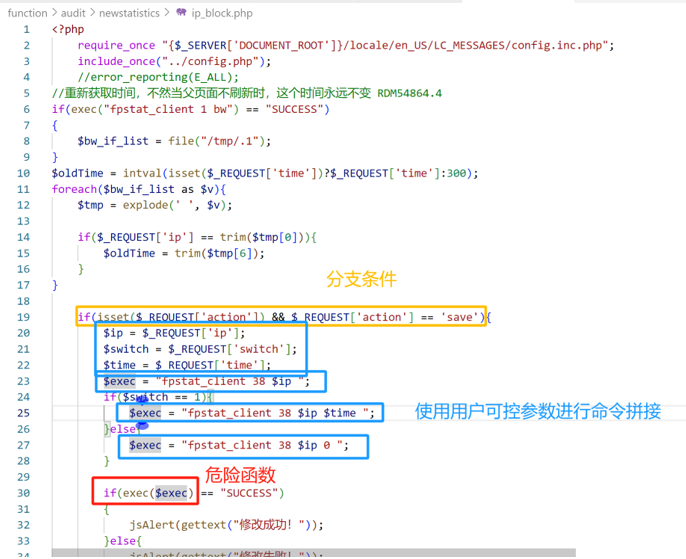 function > audit > newstatistics > ip_block.php
1 <?php
2 require_once "{$_SERVER['DOCUMENT_ROOT']}/locale/en_US/LC_MESSAGES/config.inc.php";
3 include_once("../config.php");
4 //error_reporting(E_ALL);
5 //重新获取时间，不然当父页面不刷新时，这个时间永远不变 RDM54864.4
6 if(exec("fpstat_client 1 bw") == "SUCCESS")
7 {
8 $bw_if_list = file("/tmp/.1");
9 }
10 $oldTime = intval(isset($_REQUEST['time'])?$_REQUEST['time']:300);
11 foreach($bw_if_list as $v){
12 $tmp = explode(' ', $v);
13
14 if($_REQUEST['ip'] == trim($tmp[0])){
15 $oldTime = trim($tmp[6]);
16 }
17 }
分支条件
18
19 if(isset($_REQUEST['action']) && $_REQUEST['action'] == 'save'){
20 $ip = $_REQUEST['ip'];
21 $switch = $_REQUEST['switch'];
22 $time = $_REQUEST['time'];
23 $exec = "fpstat_client 38 $ip ";
24 if($switch == 1){
25 $exec = "fpstat_client 38 $ip $time ";
使用用户可控参数进行命令拼接
26 }else{
27 $exec = "fpstat_client 38 $ip 0 ";
28 }
29
危险函数
30 if(exec($exec) == "SUCCESS")
31 {
32 jsAlert(gettext("修改成功！"));
33 }else{
34 jsAlert(gettext("修改失败！"));